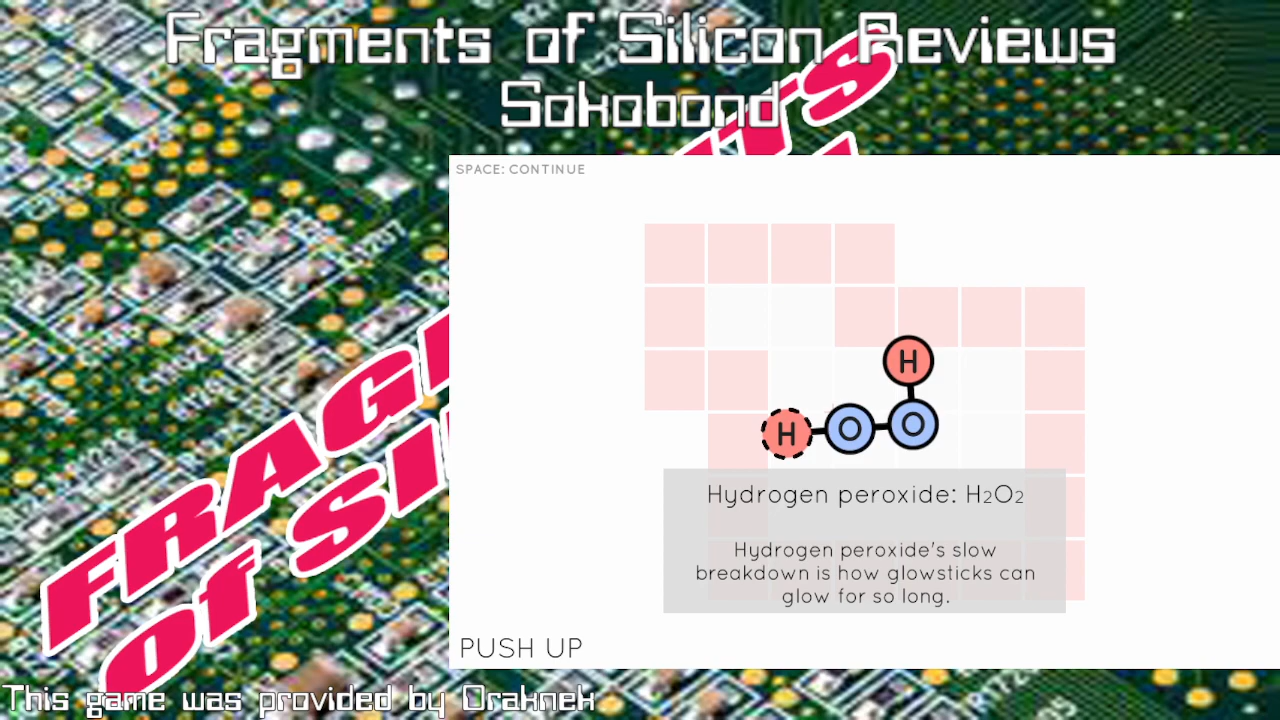 Fragments of Silicon Reviews
Sokobond
SPACE: CONTINUE
H
H
O
O
Hydrogen peroxide: H2O2
Hydrogen peroxide's slow
breakdown is how glowsticks can
glow for so long.
PUSH UP
This game was provided by Draknek